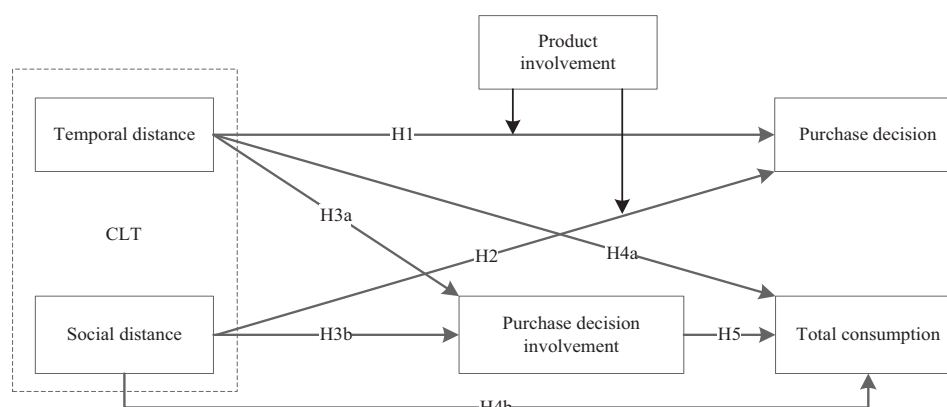 Product
involvement
Temporal distance
H1
Purchase decision
H3a
CLT
H2
H4a
Social distance
H3b
Purchase decision
involvement
H5
Total consumption
H4b